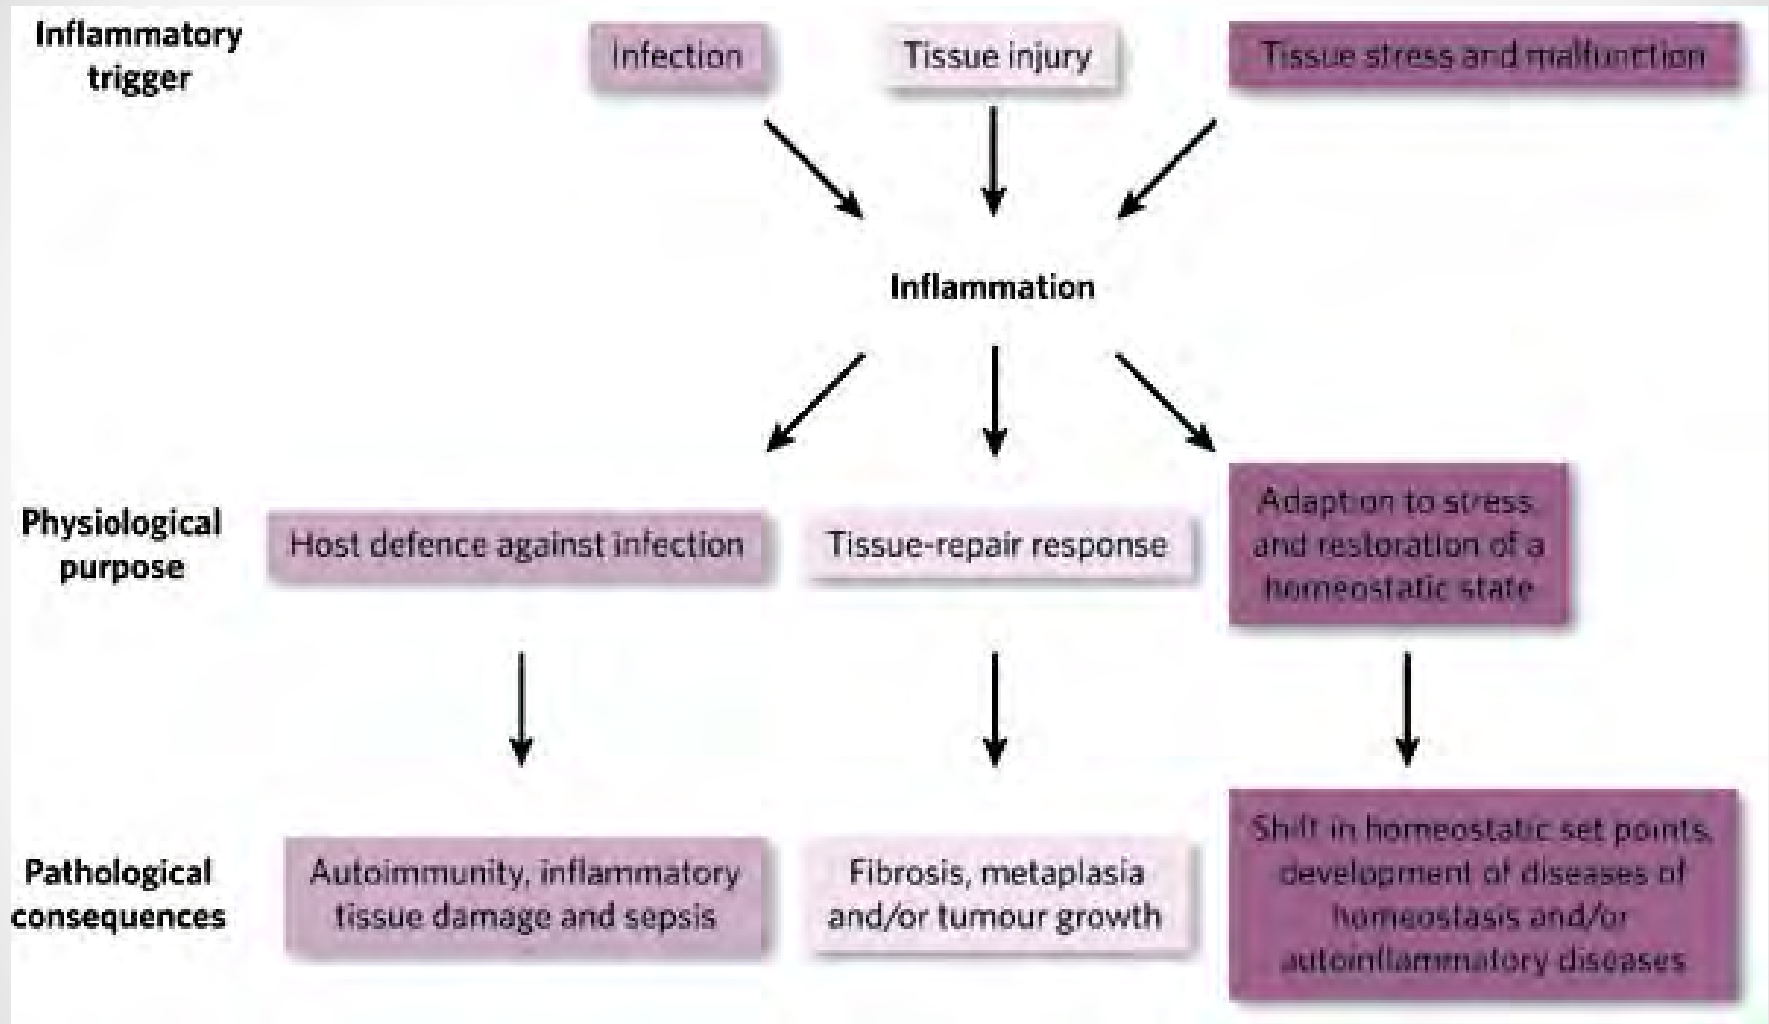 Inflammatory
trigger
Infection
Tissue injury
Tissue stress and malfunction
Inflammation
Physiological
purpose
Host defence against infection
Tissue-repair response
Adaption to stress
and restoration of a
homeostatic state
Pathological
consequences
Autoimmunity, inflammatory
tissue damage and sepsis
Fibrosis, metaplasia
and/or tumour growth
Shift in homeostatic set points,
development of diseases of
homeostasis and/or
autoinflammatory diseases